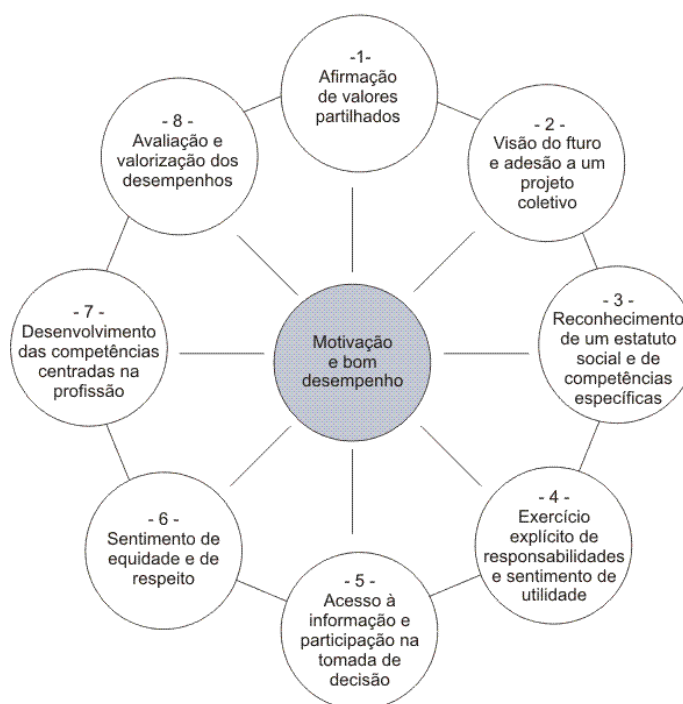 -1-
Afirmação
de valores
partilhados
- 2 -
Visão do fturo
e adesão a um
projeto
coletivo
- 3 -
Reconhecimento
de um estatuto
social e de
competências
específicas
- 4 -
Exercício
explícito de
responsabilidades
e sentimento de
utilidade
- 5 -
Acesso à
informação e
participação na
tomada de
decisão
- 6 -
Sentimento de
equidade e de
respeito
- 7 -
Desenvolvimento
das competências
centradas na
profissão
- 8 -
Avaliação e
valorização dos
desempenhos
Motivação
e bom
desempenho